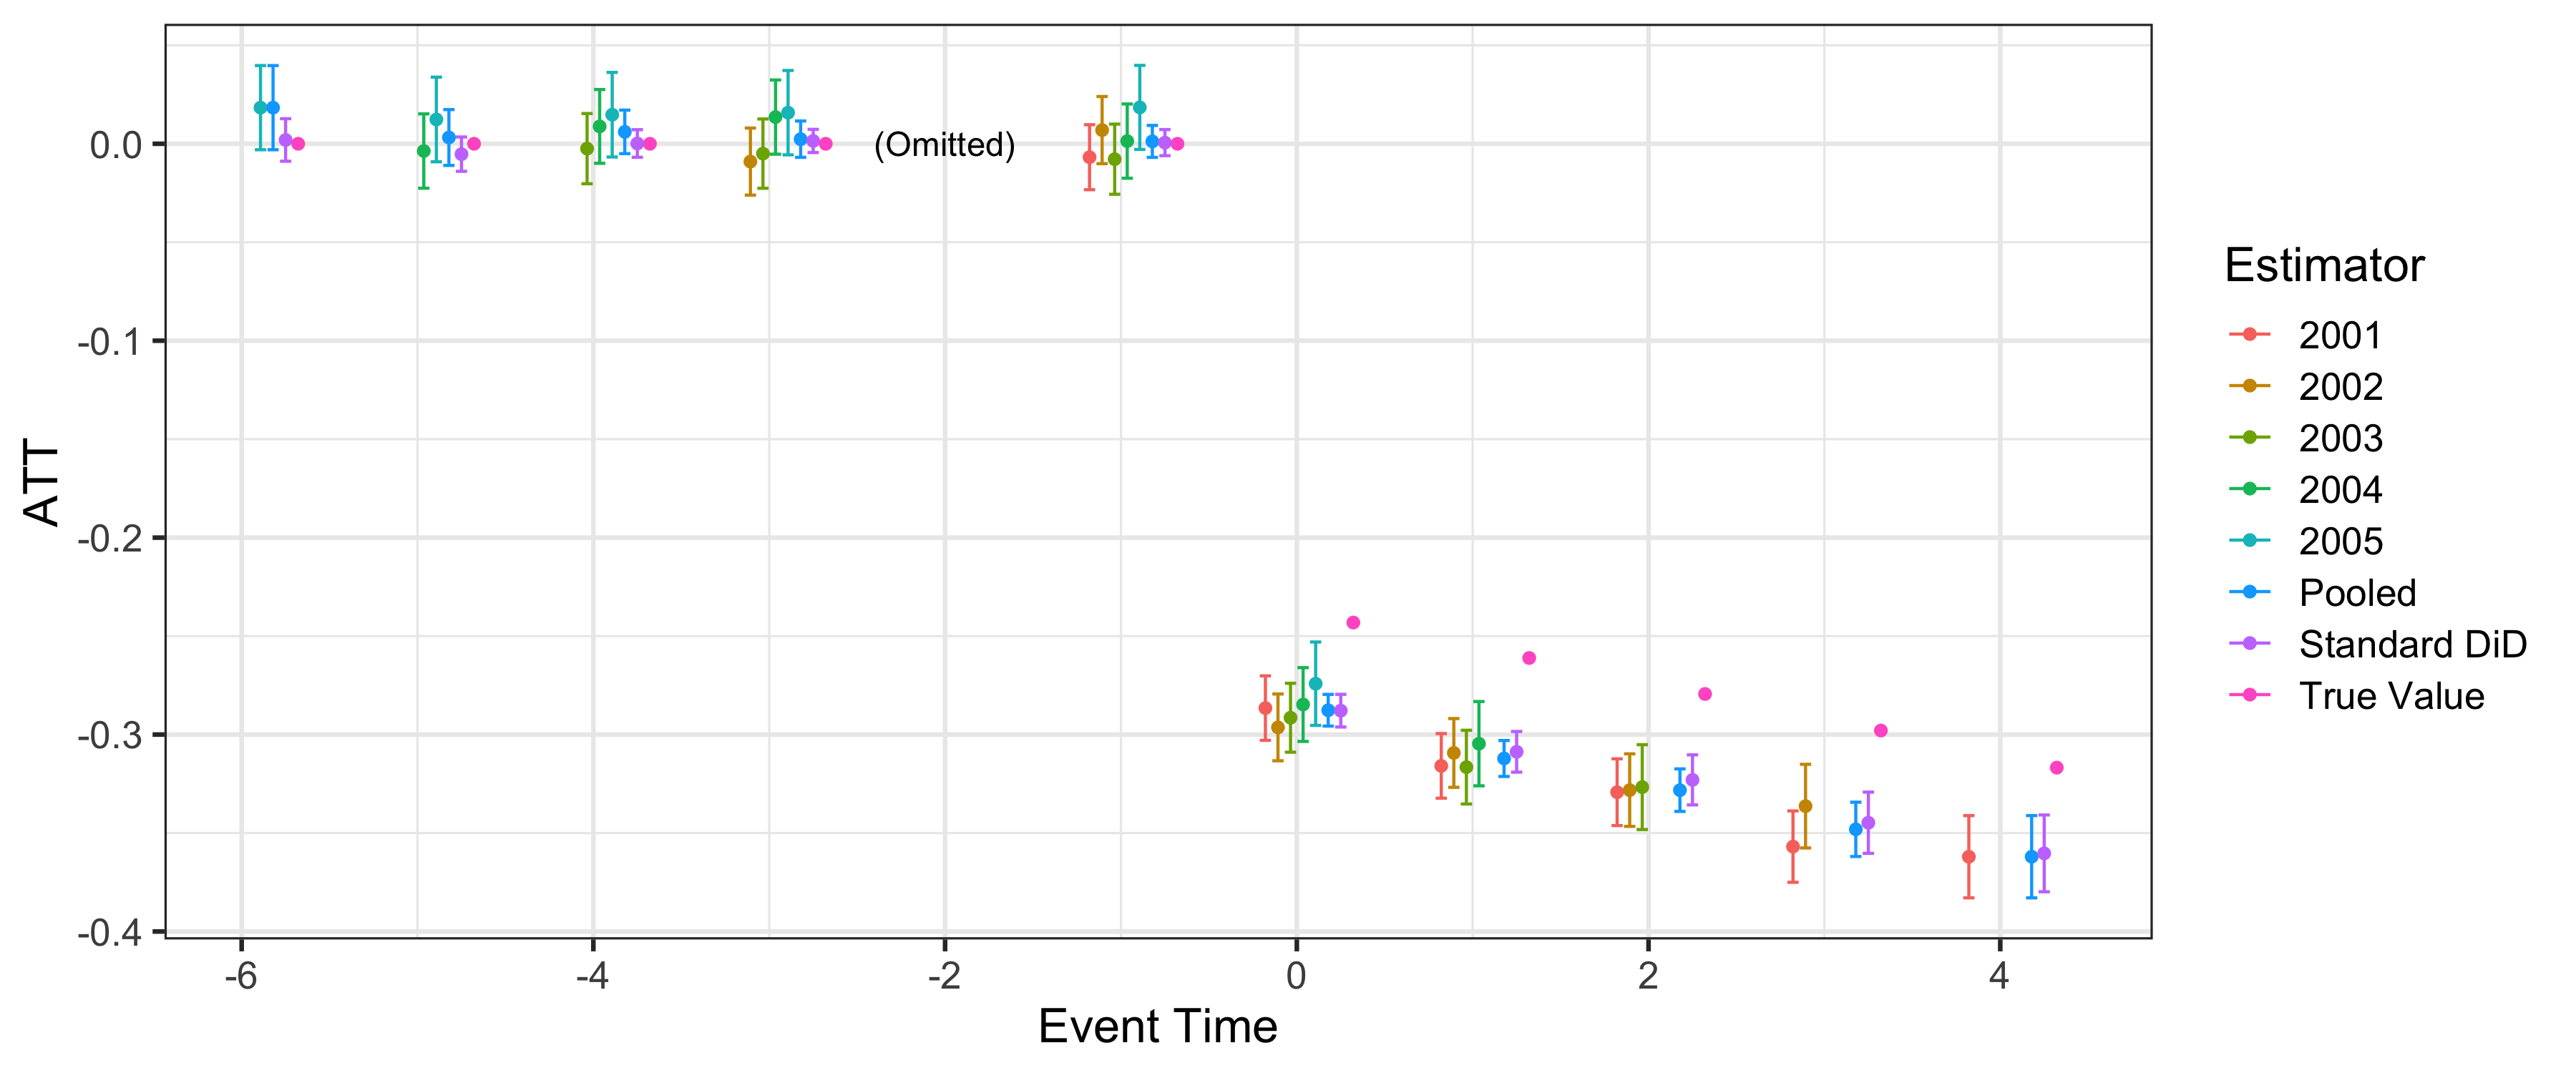 0.0
-0.1
-0.2
-0.3
-0.4
ATT
(Omitted)
-6
-4
-2
0
2
4
Event Time
Estimator
2001
2002
2003
2004
2005
Pooled
Standard DiD
True Value